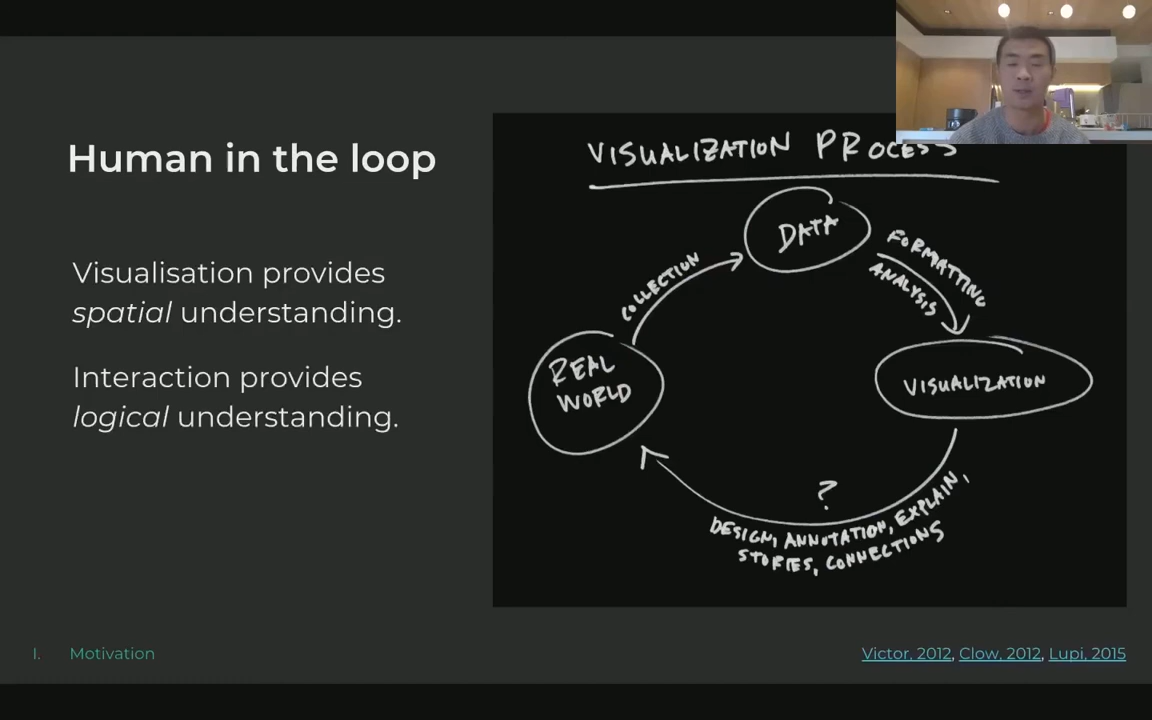 Human in the loop
Visualisation provides
spatial understanding.
Interaction provides
logical understanding.
VISUALIZATION PROCESS
DATA
COLLECTION
FORMATTING
ANALYSIS
REAL
WORLD
VISUALIZATION
?
DESIGN, ANNOTATION, EXPLAIN,
STORIES, CONNECTIONS
I. Motivation
Victor, 2012, Clow, 2012, Lupi, 2015